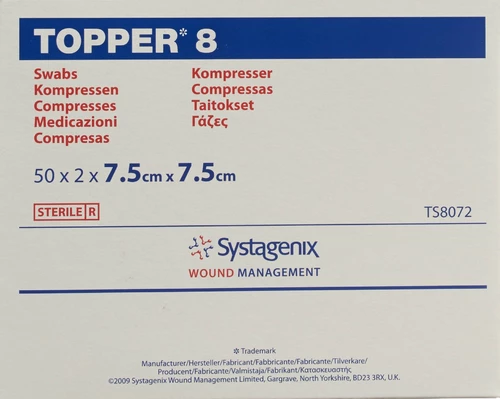 TOPPER* 8
Swabs
Kompressen
Compresses
Medicazioni
Compresas
Kompresser
Compressas
Taitokset
Γάζες
50 x 2 x 7.5cm x 7.5cm
STERILE R
TS8072
Systagenix
WOUND MANAGEMENT
* Trademark
Manufacturer/Hersteller/Fabricant/Fabbricante/Fabricante/Tilverkare/
Producent/Fabricante/Valmistaja/Fabrikant/Κατασκευαστής
©2009 Systagenix Wound Management Limited, Gargrave, North Yorkshire, BD23 3RX, U.K.